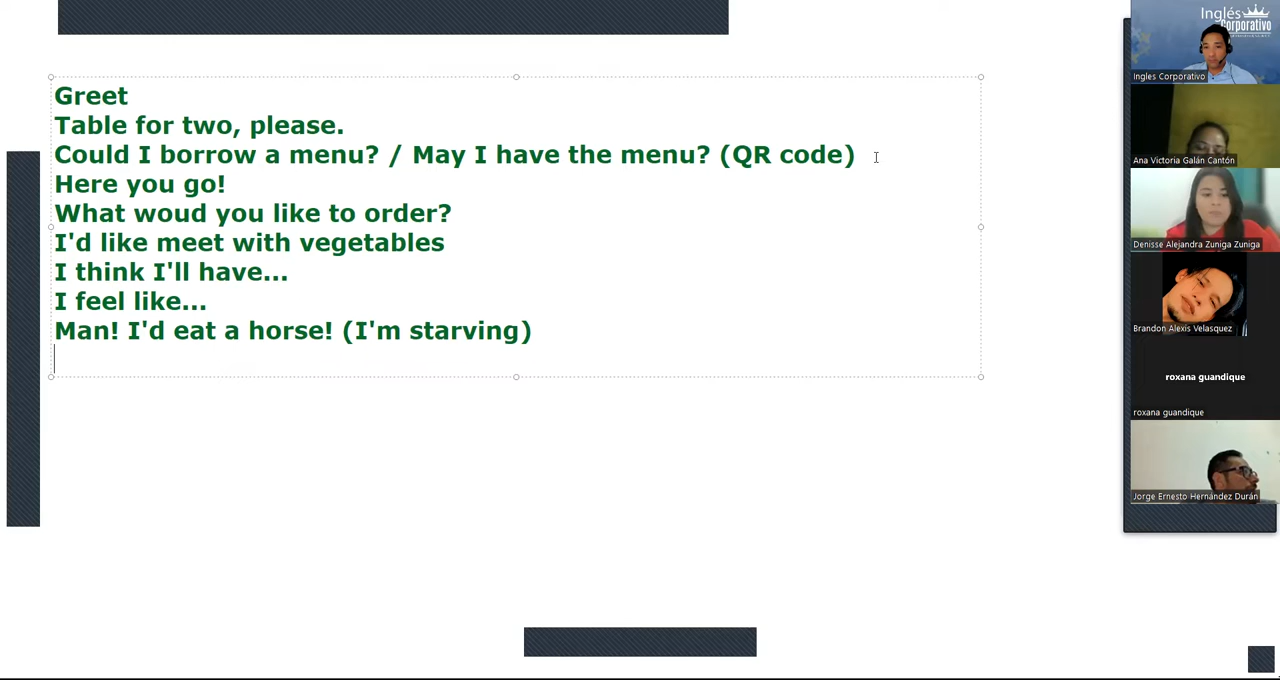 Greet
Table for two, please.
Could I borrow a menu? / May I have the menu? (QR code)
Here you go!
What woud you like to order?
I'd like meet with vegetables
I think I'll have...
I feel like...
Man! I'd eat a horse! (I'm starving)
Inglés
Corporativo
Ingles Corporativo
Ana Victoria Galán Cantón
Denisse Alejandra Zuniga Zuniga
Brandon Alexis Velasquez
roxana guandique
roxana guandique
Jorge Ernesto Hernández Durán